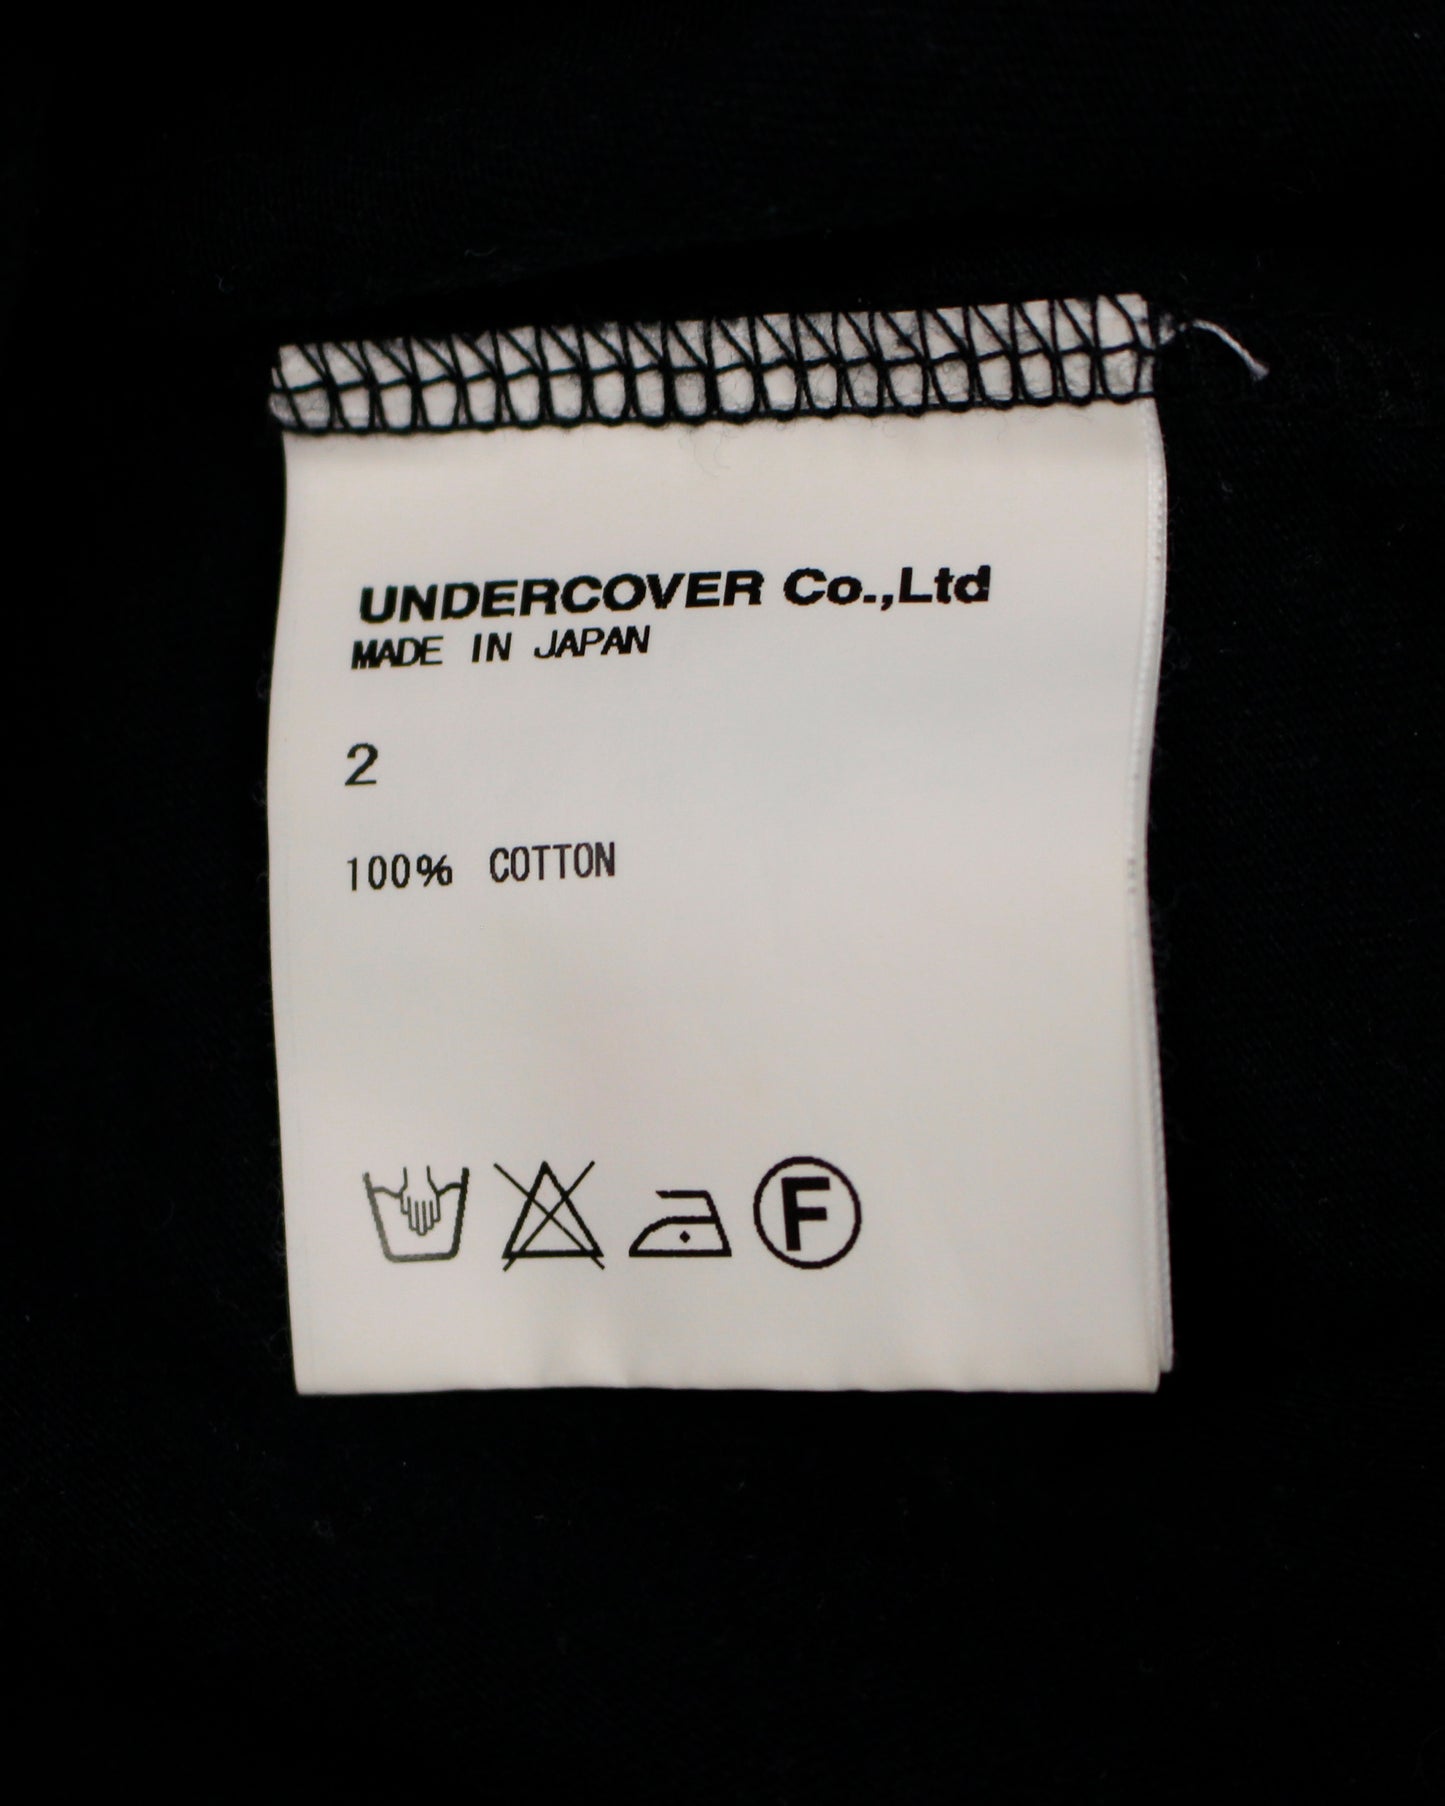 UNDERCOVER Co.,Ltd
MADE IN JAPAN
2
100% COTTON
F